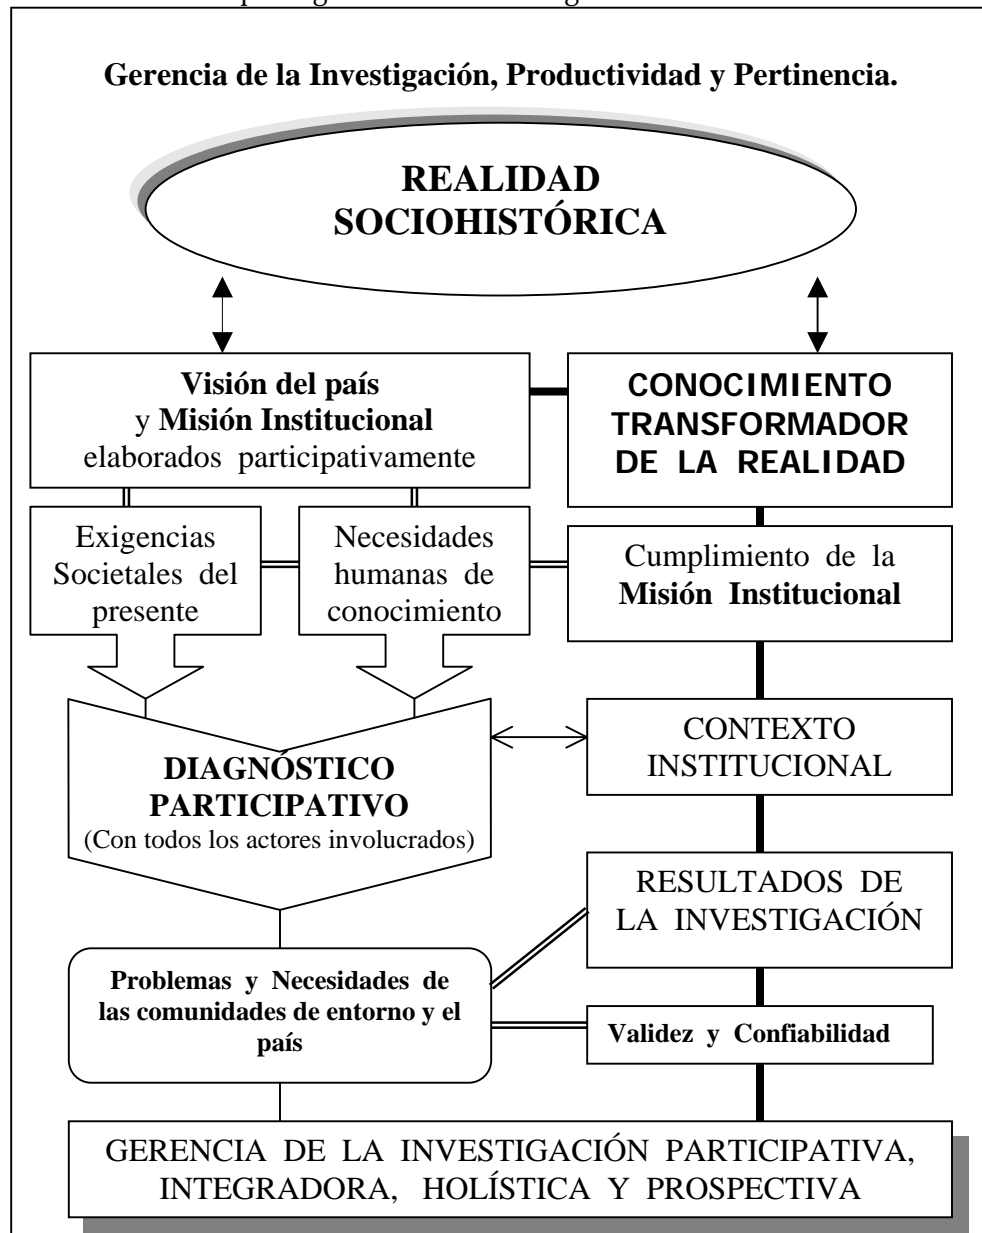 Gerencia de la Investigación, Productividad y Pertinencia.
REALIDAD
SOCIOHISTÓRICA
Visión del país
y Misión Institucional
elaborados participativamente
CONOCIMIENTO
TRANSFORMADOR
DE LA REALIDAD
Exigencias
Societales del
presente
Necesidades
humanas de
conocimiento
Cumplimiento de la
Misión Institucional
DIAGNÓSTICO
PARTICIPATIVO
(Con todos los actores involucrados)
CONTEXTO
INSTITUCIONAL
RESULTADOS DE
LA INVESTIGACIÓN
Problemas y Necesidades de
las comunidades de entorno y el
país
Validez y Confiabilidad
GERENCIA DE LA INVESTIGACIÓN PARTICIPATIVA,
INTEGRADORA, HOLÍSTICA Y PROSPECTIVA